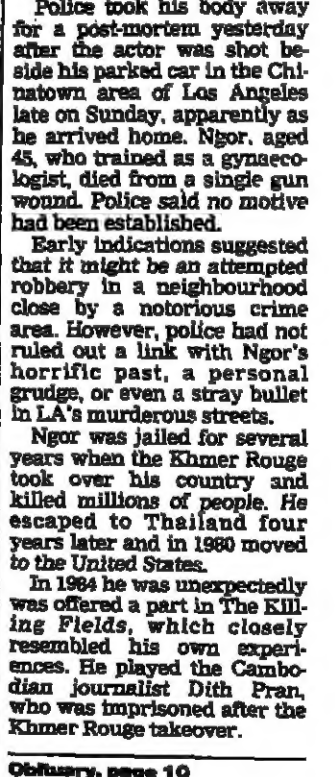 Police took his body away
for a post-mortem yesterday
after the actor was shot be-
side his parked car in the Chi-
natown area of Los Angeles
late on Sunday, apparently as
he arrived home. Ngor, aged
45, who trained as a gynaeco-
logist, died from a single gun
wound. Police said no motive
had been established.
Early indications suggested
that it might be an attempted
robbery in a neighbourhood
close by a notorious crime
area. However, police had not
ruled out a link with Ngor's
horrific past, a personal
grudge, or even a stray bullet
in LA's murderous streets.
Ngor was jailed for several
years when the Khmer Rouge
took over his country and
killed millions of people. He
escaped to Thailand four
years later and in 1980 moved
to the United States.
In 1984 he was unexpectedly
was offered a part in The Kill-
ing Fields, which closely
resembled his own experi-
ences. He played the Cambo-
dian journalist Dith Pran,
who was imprisoned after the
Khmer Rouge takeover.
Obituary, page 10